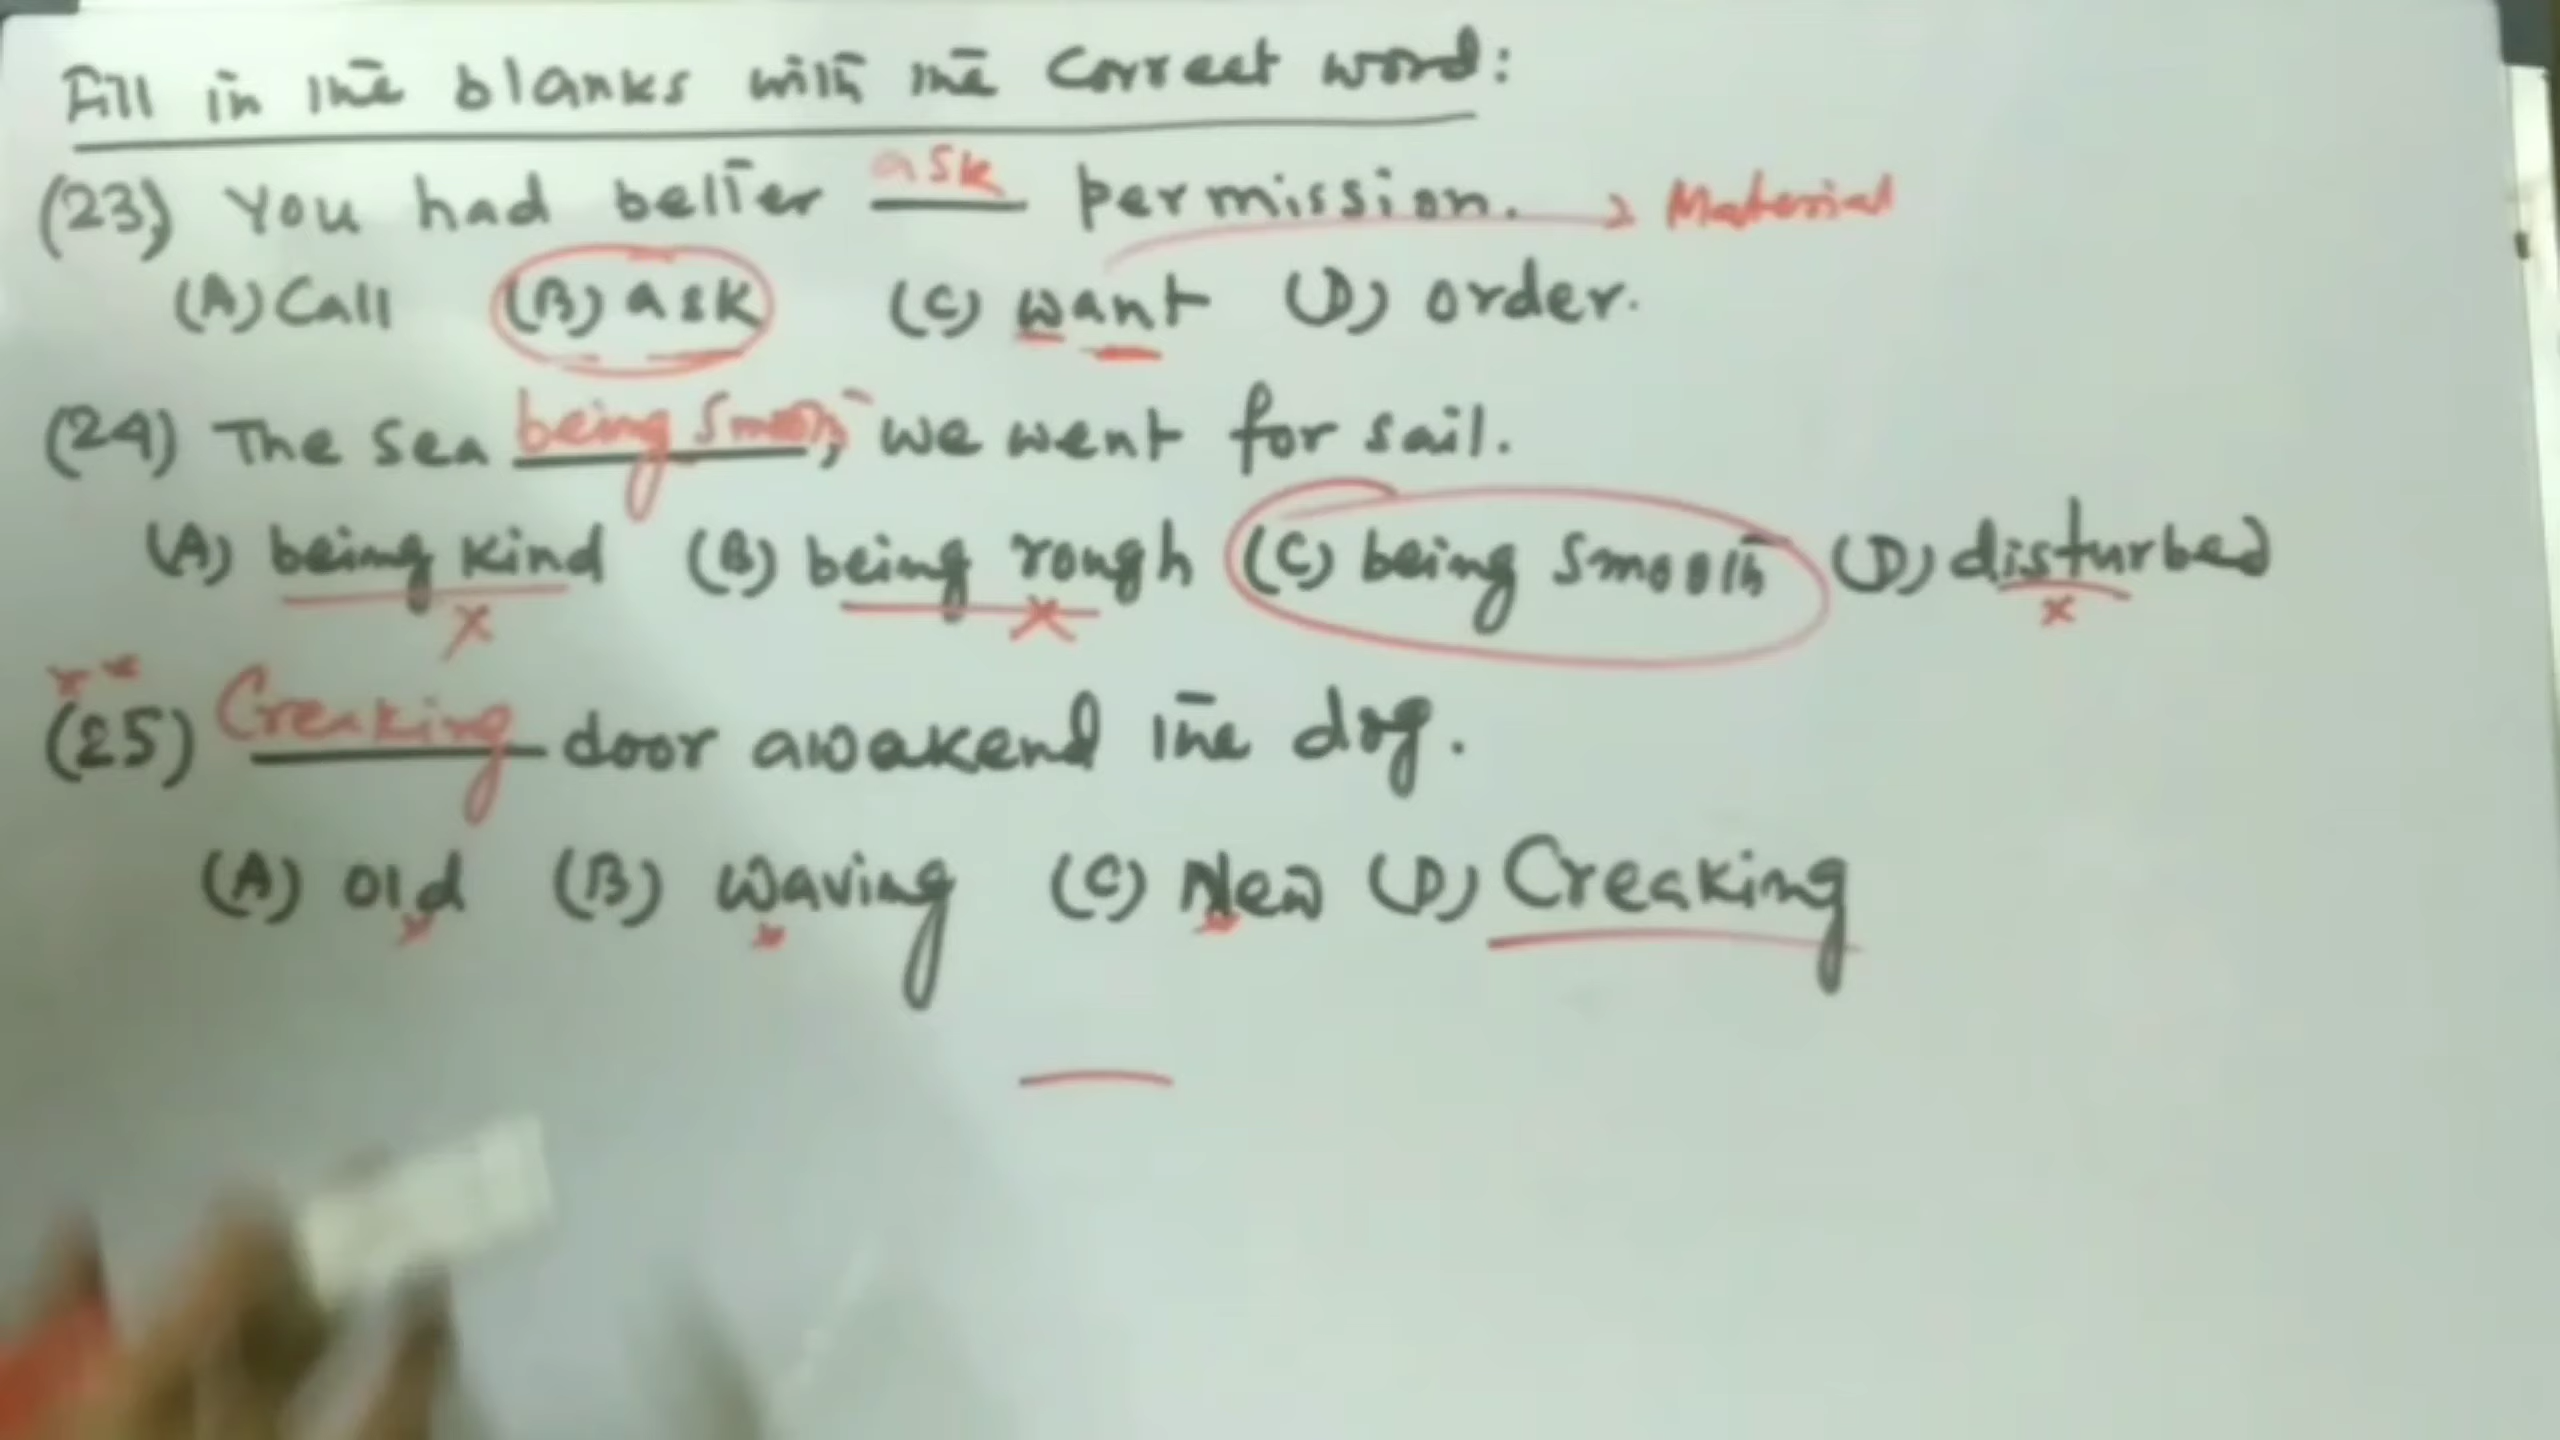 Fill in the blanks with the correct word:
(23) You had better ask permission. → Material
(A) Call (B) ask (C) want (D) order.
(24) The sea being smooth, we went for sail.
(A) being kind (B) being rough (C) being smooth (D) disturbed
(25) Creaking door awakend the dog.
(A) old (B) waving (C) New (D) Creaking